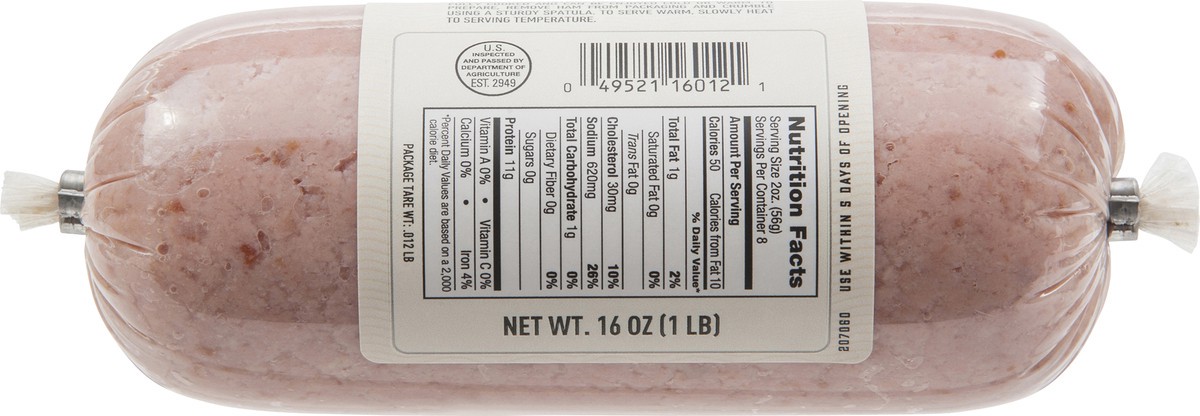 PREPARE, REMOVE HAM FROM PACKAGING AND CRUMBLE
USING A STURDY SPATULA. TO SERVE WARM, SLOWLY HEAT
TO SERVING TEMPERATURE.
U.S.
INSPECTED
AND PASSED BY
DEPARTMENT OF
AGRICULTURE
EST. 2949
0 49521 16012 1
Nutrition Facts
Serving Size 2oz. (56g)
Servings Per Container 8
Amount Per Serving
Calories 50 Calories from Fat 10
% Daily Value*
Total Fat 1g 2%
Saturated Fat 0g 0%
Trans Fat 0g
Cholesterol 30mg 10%
Sodium 620mg 26%
Total Carbohydrate 1g 0%
Dietary Fiber 0g 0%
Sugars 0g
Protein 11g
Vitamin A 0% • Vitamin C 0%
Calcium 0% • Iron 4%
*Percent Daily Values are based on a 2,000
calorie diet.
PACKAGE TARE WT: .012 LB
NET WT. 16 OZ (1 LB)
USE WITHIN 5 DAYS OF OPENING
207080